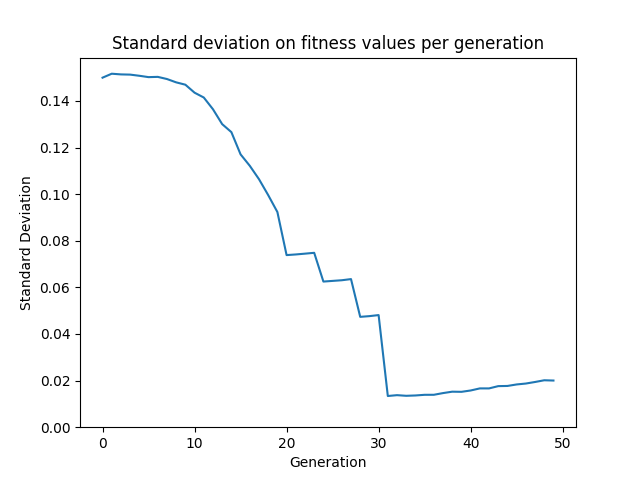 Standard deviation on fitness values per generation
Standard Deviation
0.14
0.12
0.10
0.08
0.06
0.04
0.02
0.00
0 10 20 30 40 50
Generation